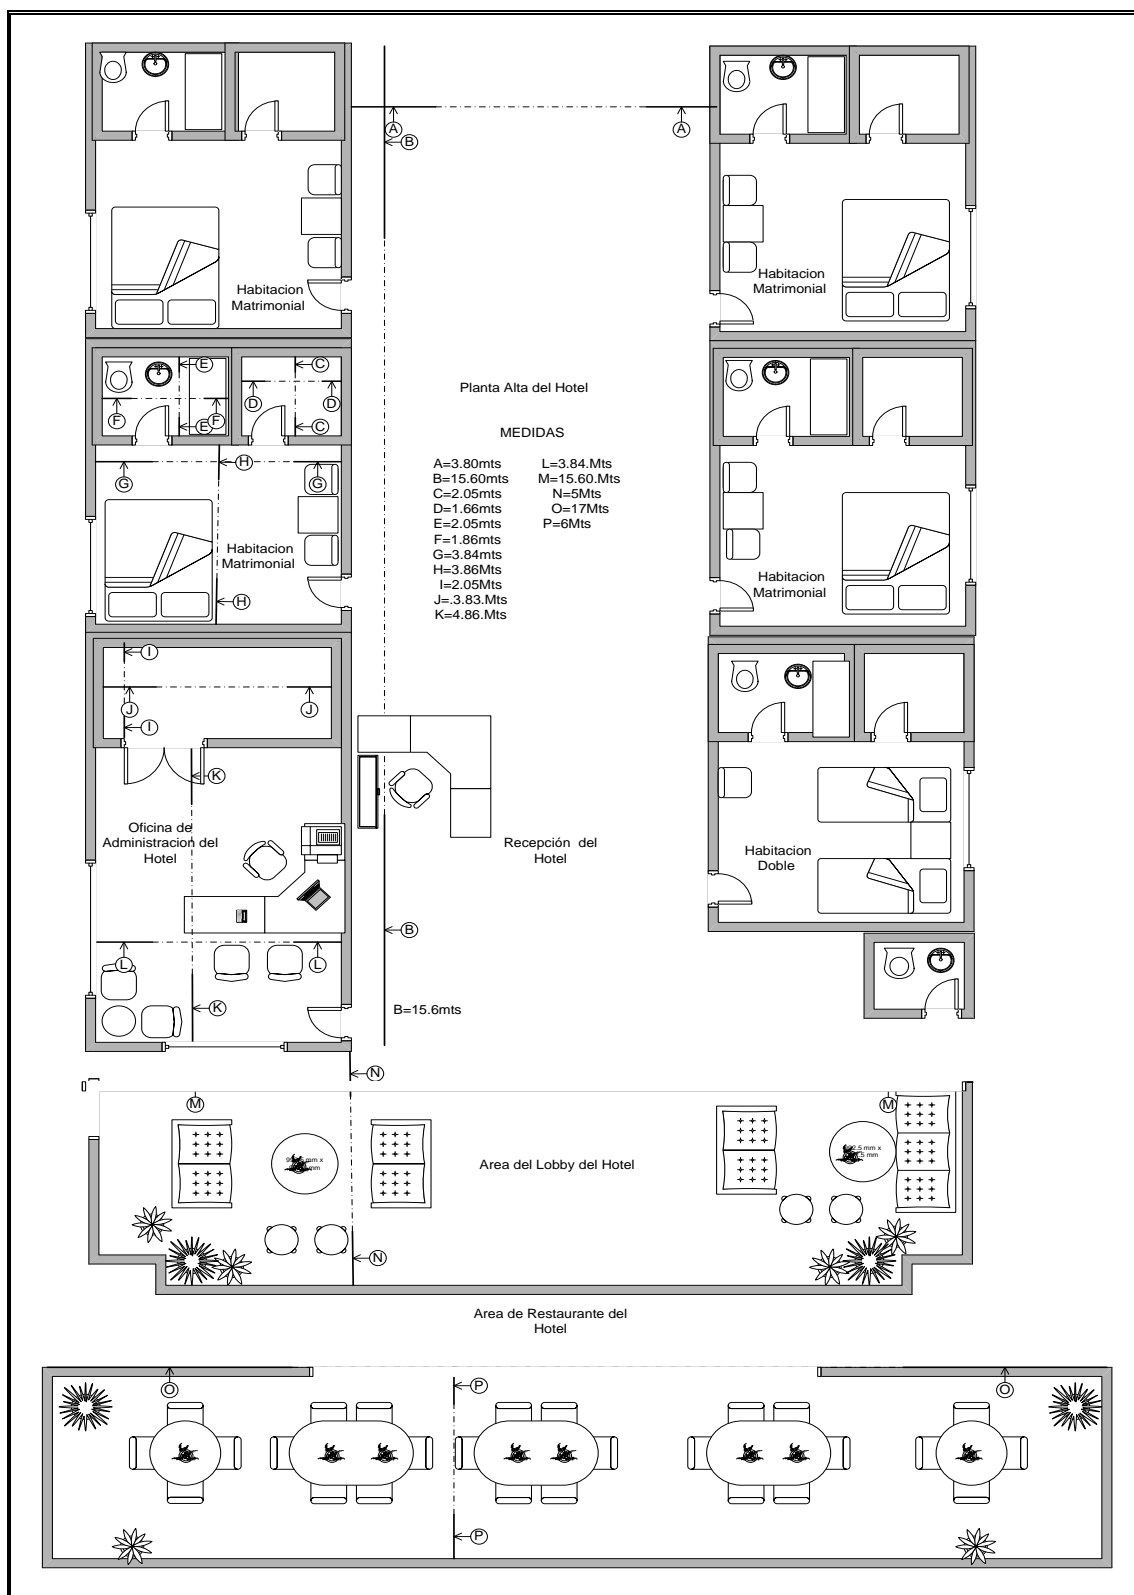 A
A
B
Habitacion
Matrimonial
Habitacion
Matrimonial
E
C
D
D
F
F
E
C
Planta Alta del Hotel
MEDIDAS
H
G
G
A=3.80mts L=3.84.Mts
B=15.60mts M=15.60.Mts
C=2.05mts N=5Mts
D=1.66mts O=17Mts
E=2.05mts P=6Mts
F=1.86mts
G=3.84mts
H=3.86Mts
I=2.05Mts
J=.3.83.Mts
K=4.86.Mts
Habitacion
Matrimonial
H
Habitacion
Matrimonial
I
J
J
I
K
Oficina de
Administracion del
Hotel
Recepción del
Hotel
Habitacion
Doble
B
L
L
K
B=15.6mts
N
M
M
Area del Lobby del Hotel
N
Area de Restaurante del
Hotel
O
P
O
P